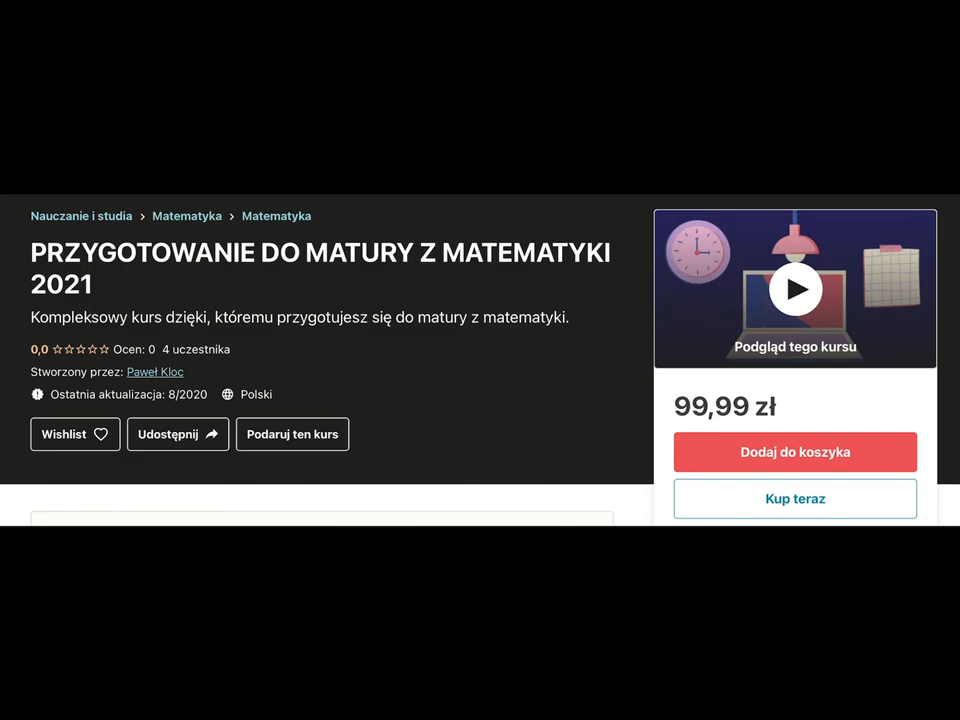 Nauczanie i studia > Matematyka > Matematyka
PRZYGOTOWANIE DO MATURY Z MATEMATYKI
2021
Kompleksowy kurs dzięki, któremu przygotujesz się do matury z matematyki.
0,0 ☆☆☆☆☆ Ocen: 0 4 uczestnika
Stworzony przez: Paweł Kloc
Ostatnia aktualizacja: 8/2020 Polski
Wishlist ♡ Udostępnij Podaruj ten kurs
Podgląd tego kursu
99,99 zł
Dodaj do koszyka
Kup teraz